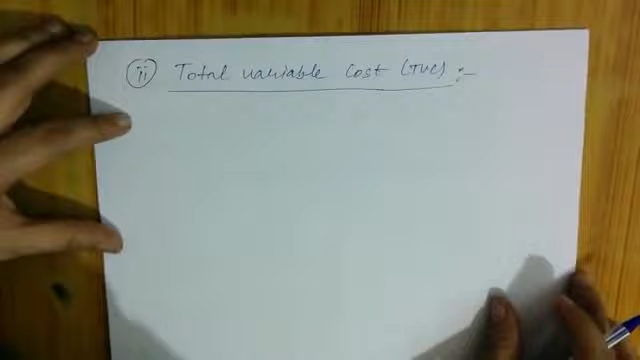 (ii) Total variable Cost (TVC) :-